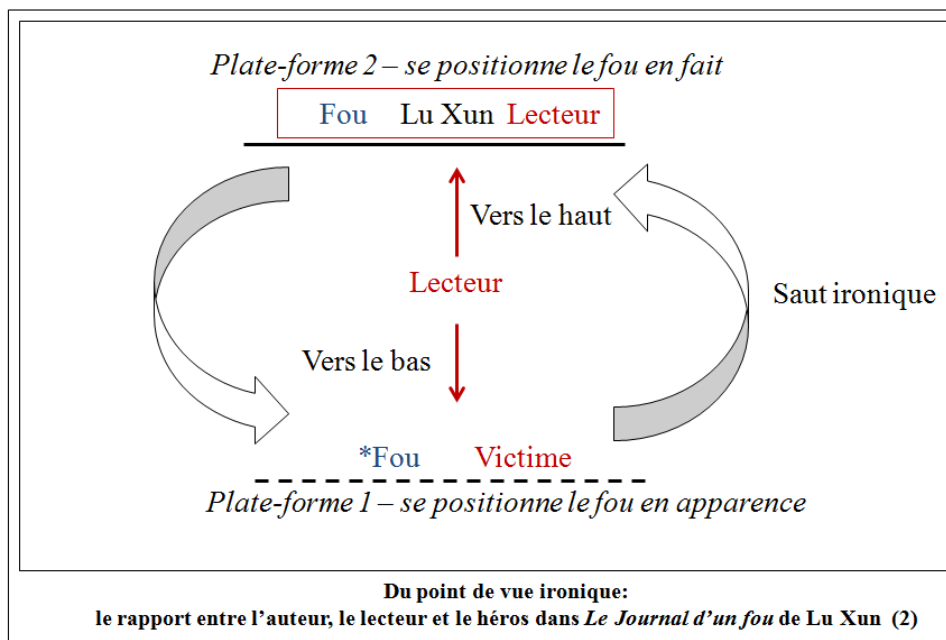 Plate-forme 2 – se positionne le fou en fait
Fou Lu Xun Lecteur
Vers le haut
Lecteur
Saut ironique
Vers le bas
*Fou Victime
Plate-forme 1 – se positionne le fou en apparence
Du point de vue ironique:
le rapport entre l’auteur, le lecteur et le héros dans Le Journal d’un fou de Lu Xun (2)